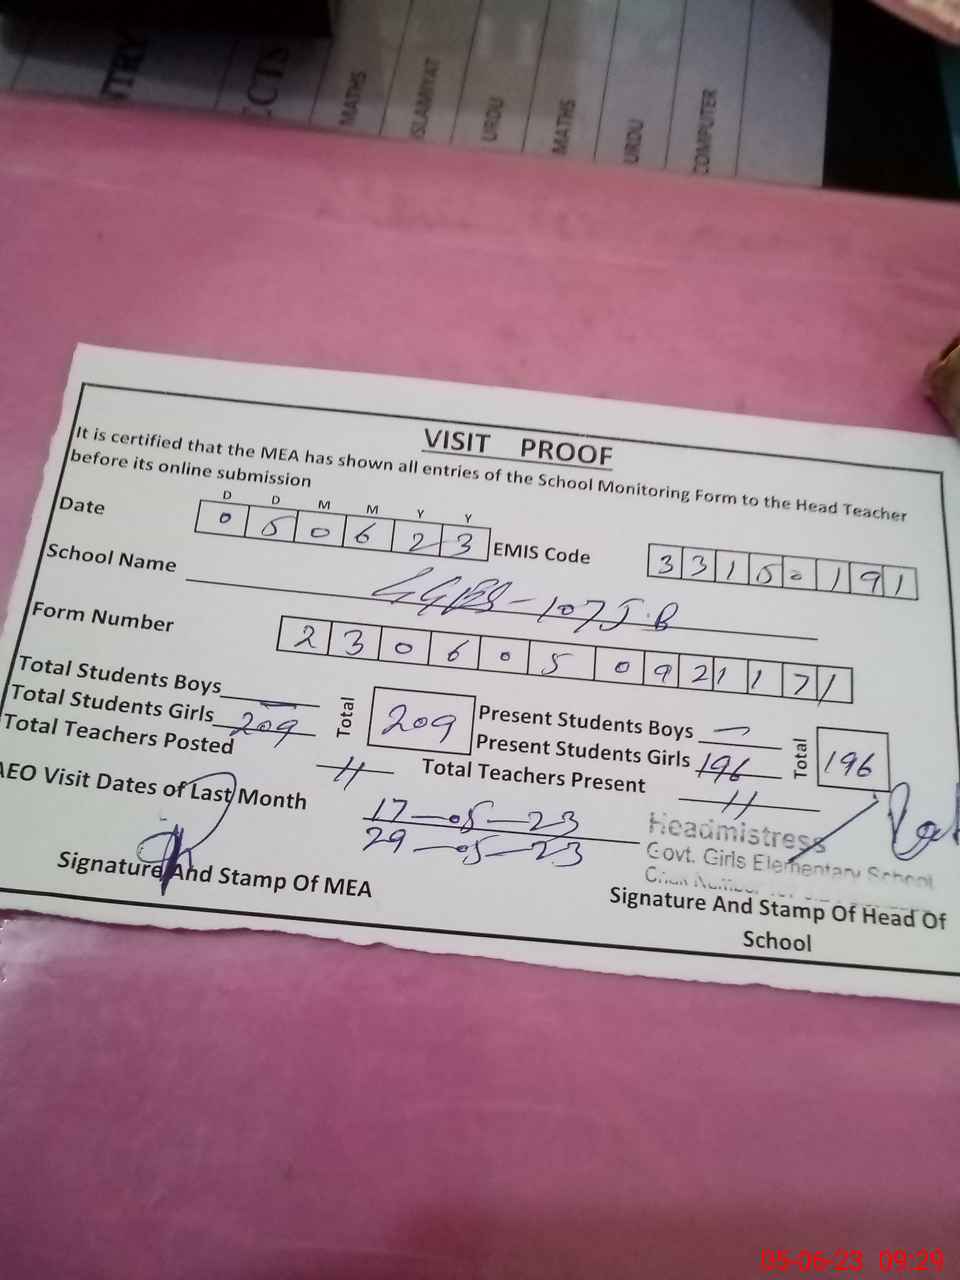 MATHS
ISLAMIYAT
URDU
MATHS
URDU
COMPUTER
VISIT PROOF
It is certified that the MEA has shown all entries of the School Monitoring Form to the Head Teacher
before its online submission
D D M M Y Y
Date 0 5 0 6 2 3 EMIS Code 3 3 1 5 0 1 9 1
School Name GGES - 107 J.B
Form Number 2 3 0 6 0 5 0 9 2 1 1 7 1
Total Students Boys — Total 209 Present Students Boys — Total 196
Total Students Girls 209 Present Students Girls 196
Total Teachers Posted 11 Total Teachers Present 11
AEO Visit Dates of Last Month 17-05-23
29-05-23
Headmistress
Govt. Girls Elementary School
Signature And Stamp Of MEA
Signature And Stamp Of Head Of
School
05-06-23 09:29